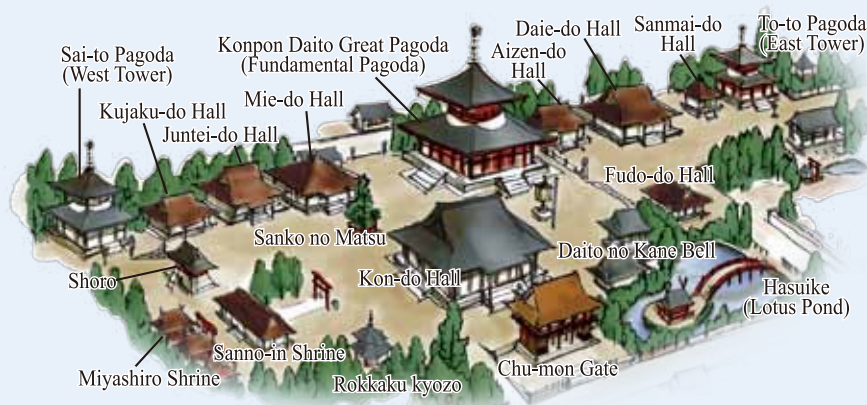 Sai-to Pagoda
(West Tower)
Kujaku-do Hall
Juntei-do Hall
Mie-do Hall
Konpon Daito Great Pagoda
(Fundamental Pagoda)
Aizen-do
Hall
Daie-do Hall
Sanmai-do
Hall
To-to Pagoda
(East Tower)
Fudo-do Hall
Sanko no Matsu
Daito no Kane Bell
Shoro
Kon-do Hall
Hasuike
(Lotus Pond)
Sanno-in Shrine
Miyashiro Shrine
Rokkaku kyozo
Chu-mon Gate